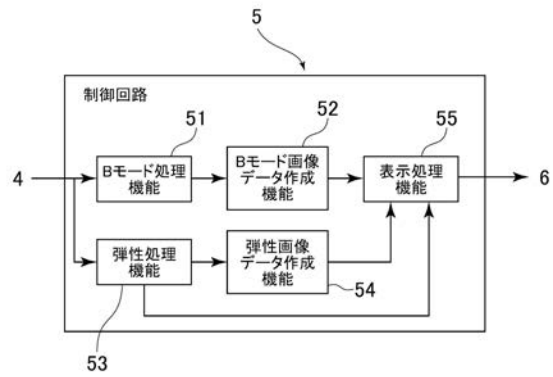 5
制御回路
51
52
55
4
Bモード処理
機能
Bモード画像
データ作成
機能
表示処理
機能
6
弾性処理
機能
弾性画像
データ作成
機能
54
53